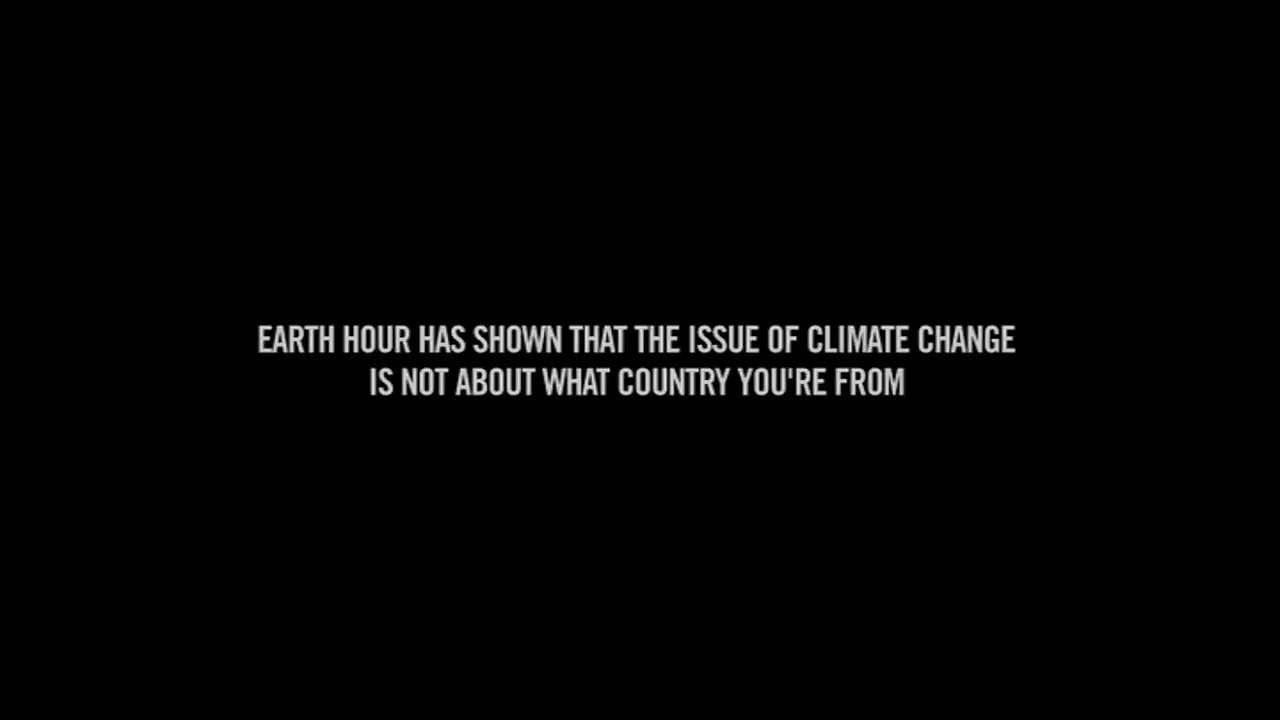 EARTH HOUR HAS SHOWN THAT THE ISSUE OF CLIMATE CHANGE
IS NOT ABOUT WHAT COUNTRY YOU'RE FROM